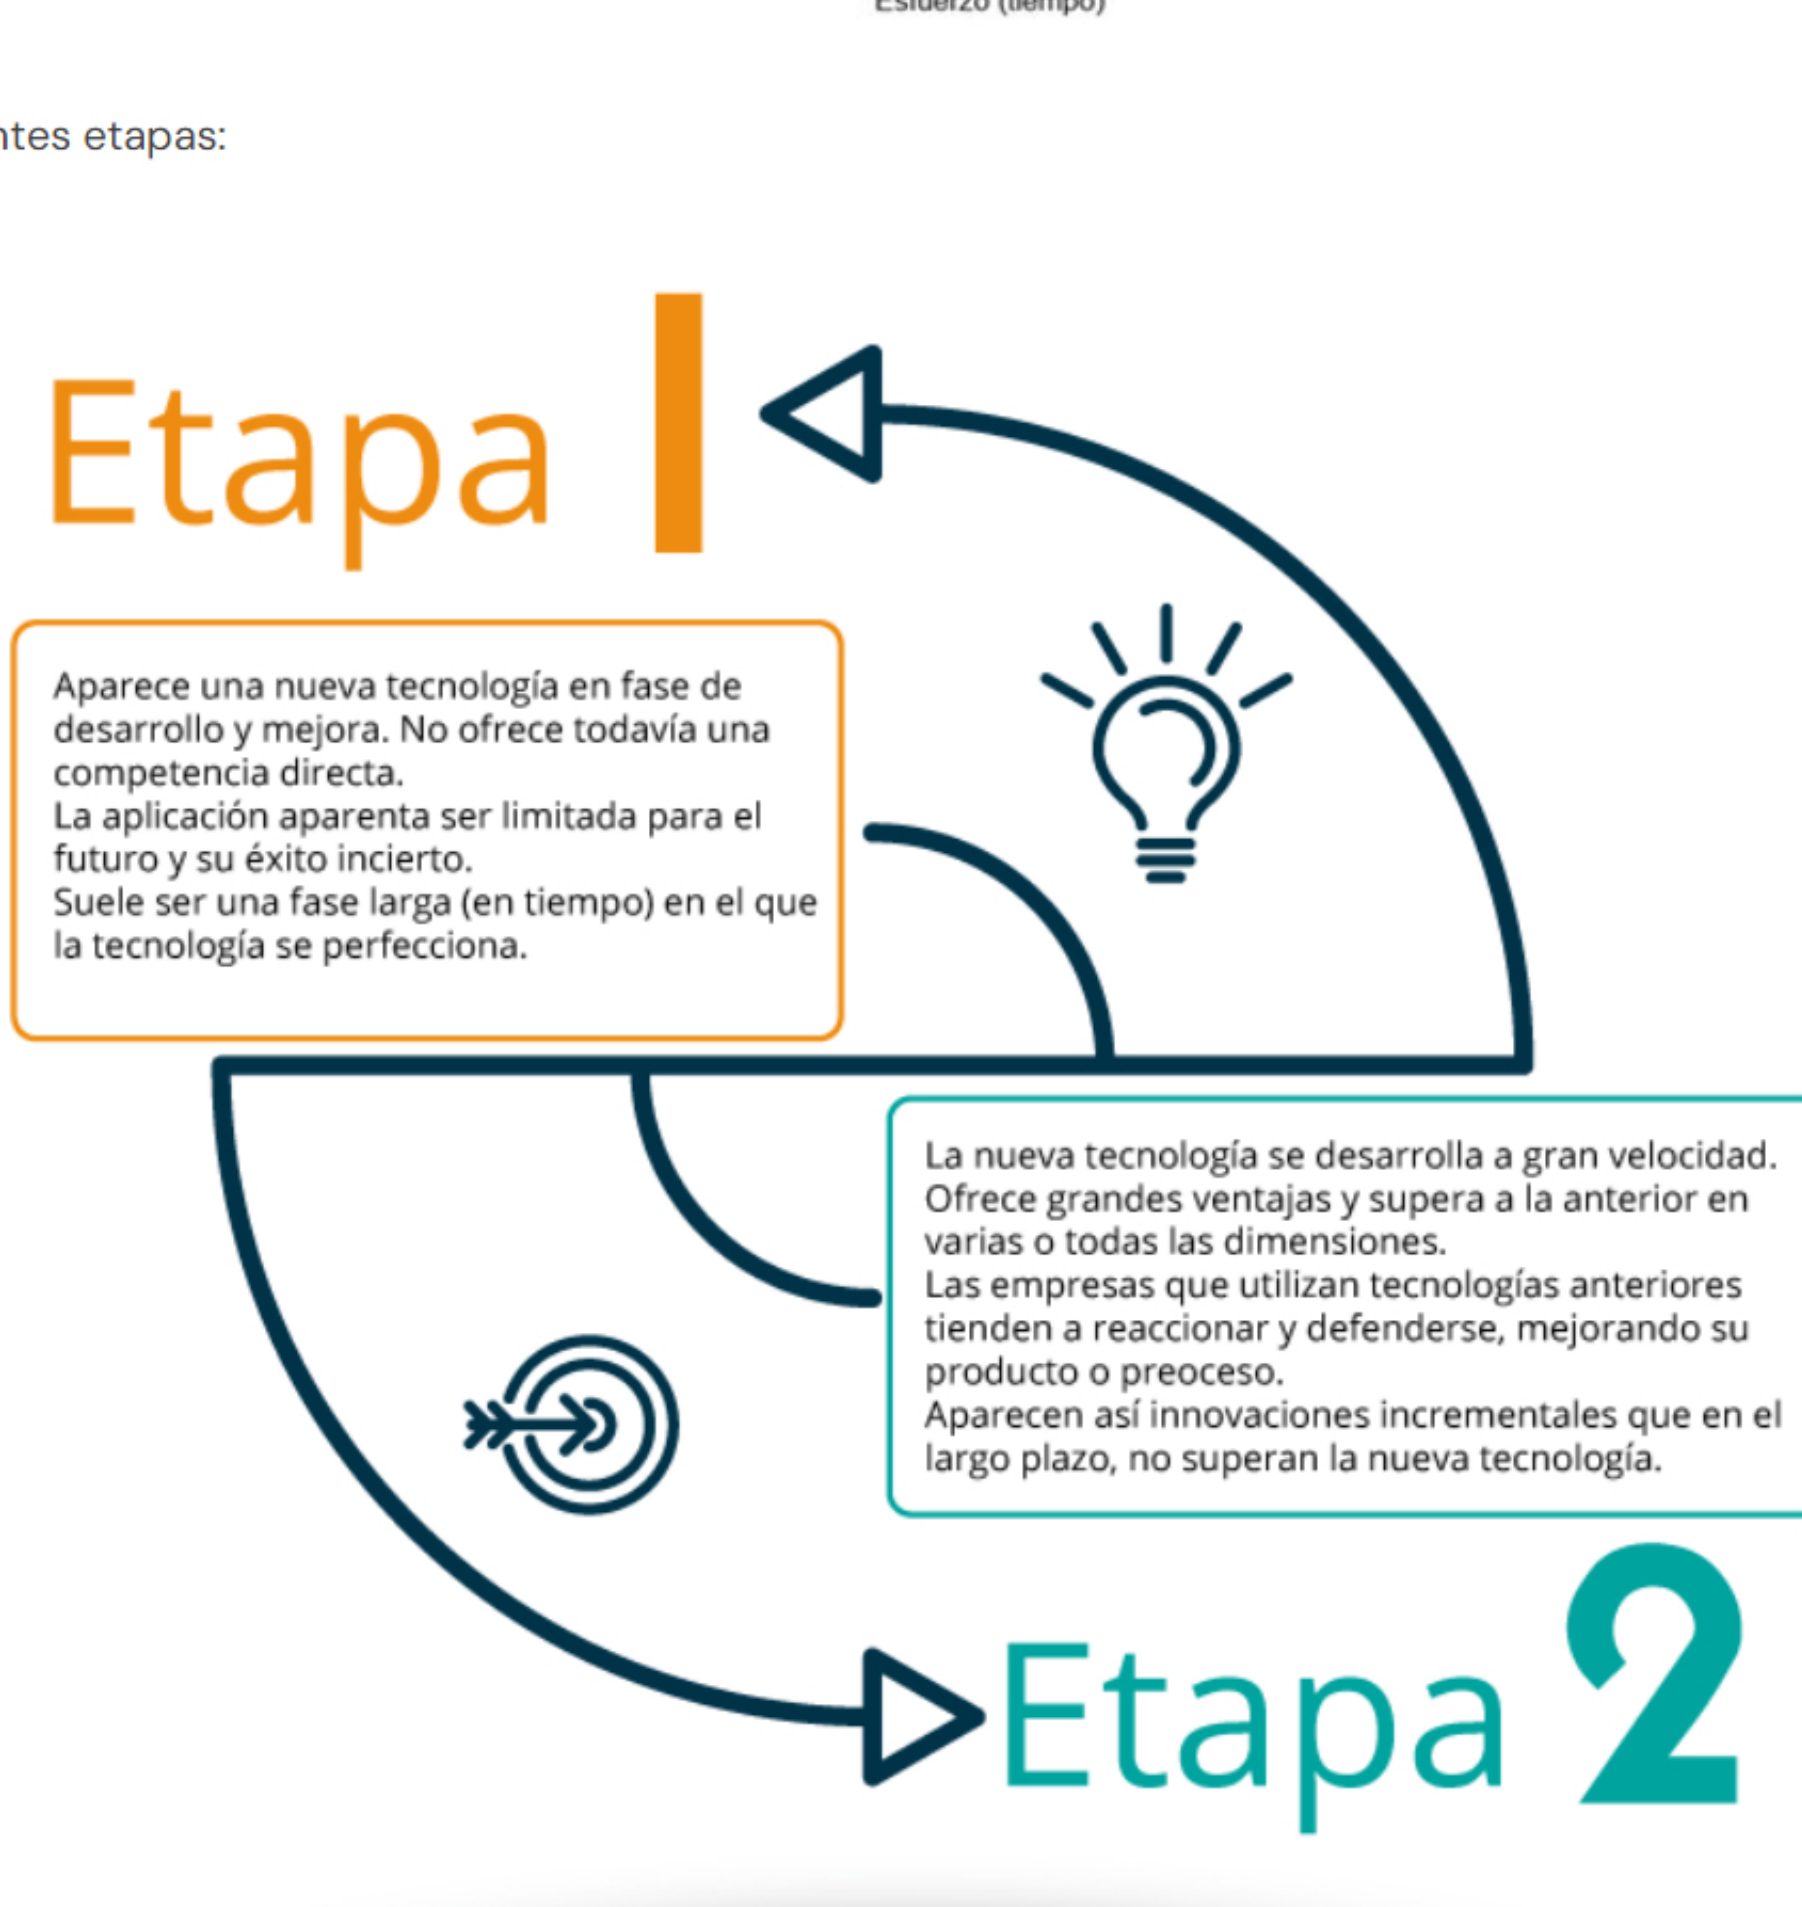 Esfuerzo (tiempo)
ntes etapas:
Etapa 1
Aparece una nueva tecnología en fase de
desarrollo y mejora. No ofrece todavía una
competencia directa.
La aplicación aparenta ser limitada para el
futuro y su éxito incierto.
Suele ser una fase larga (en tiempo) en el que
la tecnología se perfecciona.
La nueva tecnología se desarrolla a gran velocidad.
Ofrece grandes ventajas y supera a la anterior en
varias o todas las dimensiones.
Las empresas que utilizan tecnologías anteriores
tienden a reaccionar y defenderse, mejorando su
producto o preoceso.
Aparecen así innovaciones incrementales que en el
largo plazo, no superan la nueva tecnología.
Etapa 2